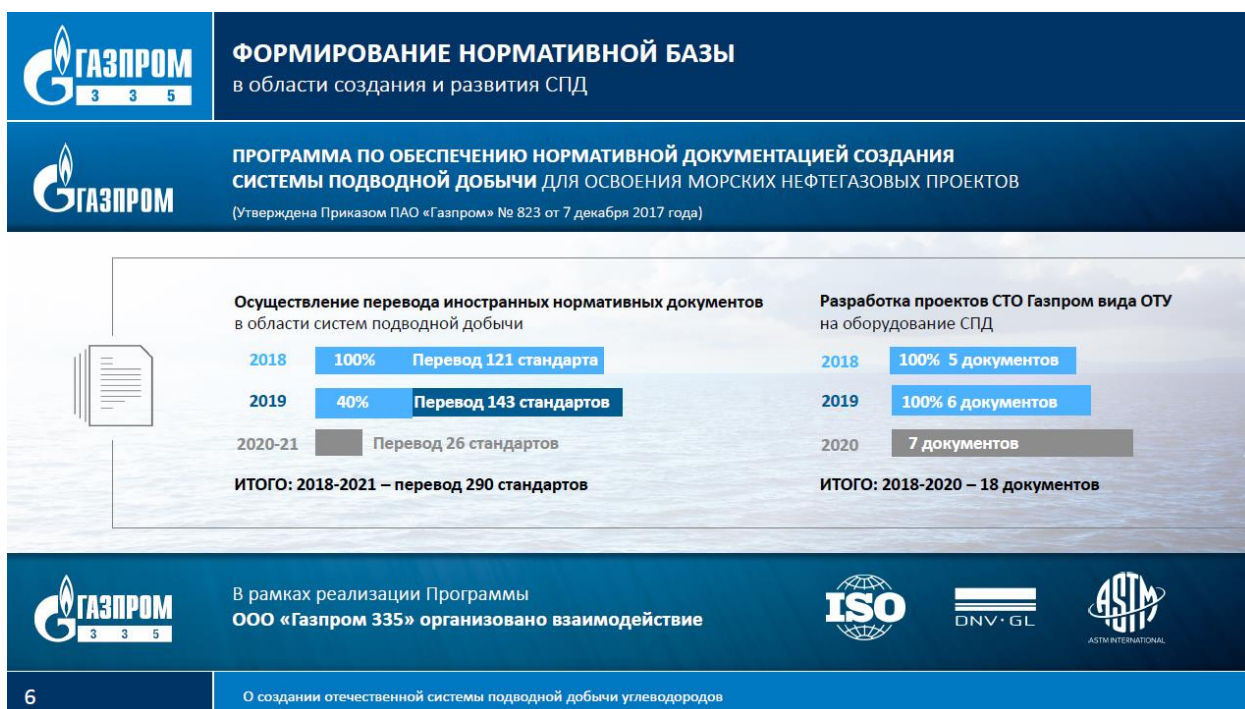 ГАЗПРОМ
3 3 5
ФОРМИРОВАНИЕ НОРМАТИВНОЙ БАЗЫ
в области создания и развития СПД
ГАЗПРОМ
ПРОГРАММА ПО ОБЕСПЕЧЕНИЮ НОРМАТИВНОЙ ДОКУМЕНТАЦИЕЙ СОЗДАНИЯ
СИСТЕМЫ ПОДВОДНОЙ ДОБЫЧИ ДЛЯ ОСВОЕНИЯ МОРСКИХ НЕФТЕГАЗОВЫХ ПРОЕКТОВ
(Утверждена Приказом ПАО «Газпром» № 823 от 7 декабря 2017 года)
Осуществление перевода иностранных нормативных документов
в области систем подводной добычи
2018 100% Перевод 121 стандарта
2019 40% Перевод 143 стандартов
2020-21 Перевод 26 стандартов
ИТОГО: 2018-2021 – перевод 290 стандартов
Разработка проектов СТО Газпром вида ОТУ
на оборудование СПД
2018 100% 5 документов
2019 100% 6 документов
2020 7 документов
ИТОГО: 2018-2020 – 18 документов
ГАЗПРОМ
3 3 5
В рамках реализации Программы
ООО «Газпром 335» организовано взаимодействие
ISO
DNV·GL
ASTM
ASTM INTERNATIONAL
6
О создании отечественной системы подводной добычи углеводородов